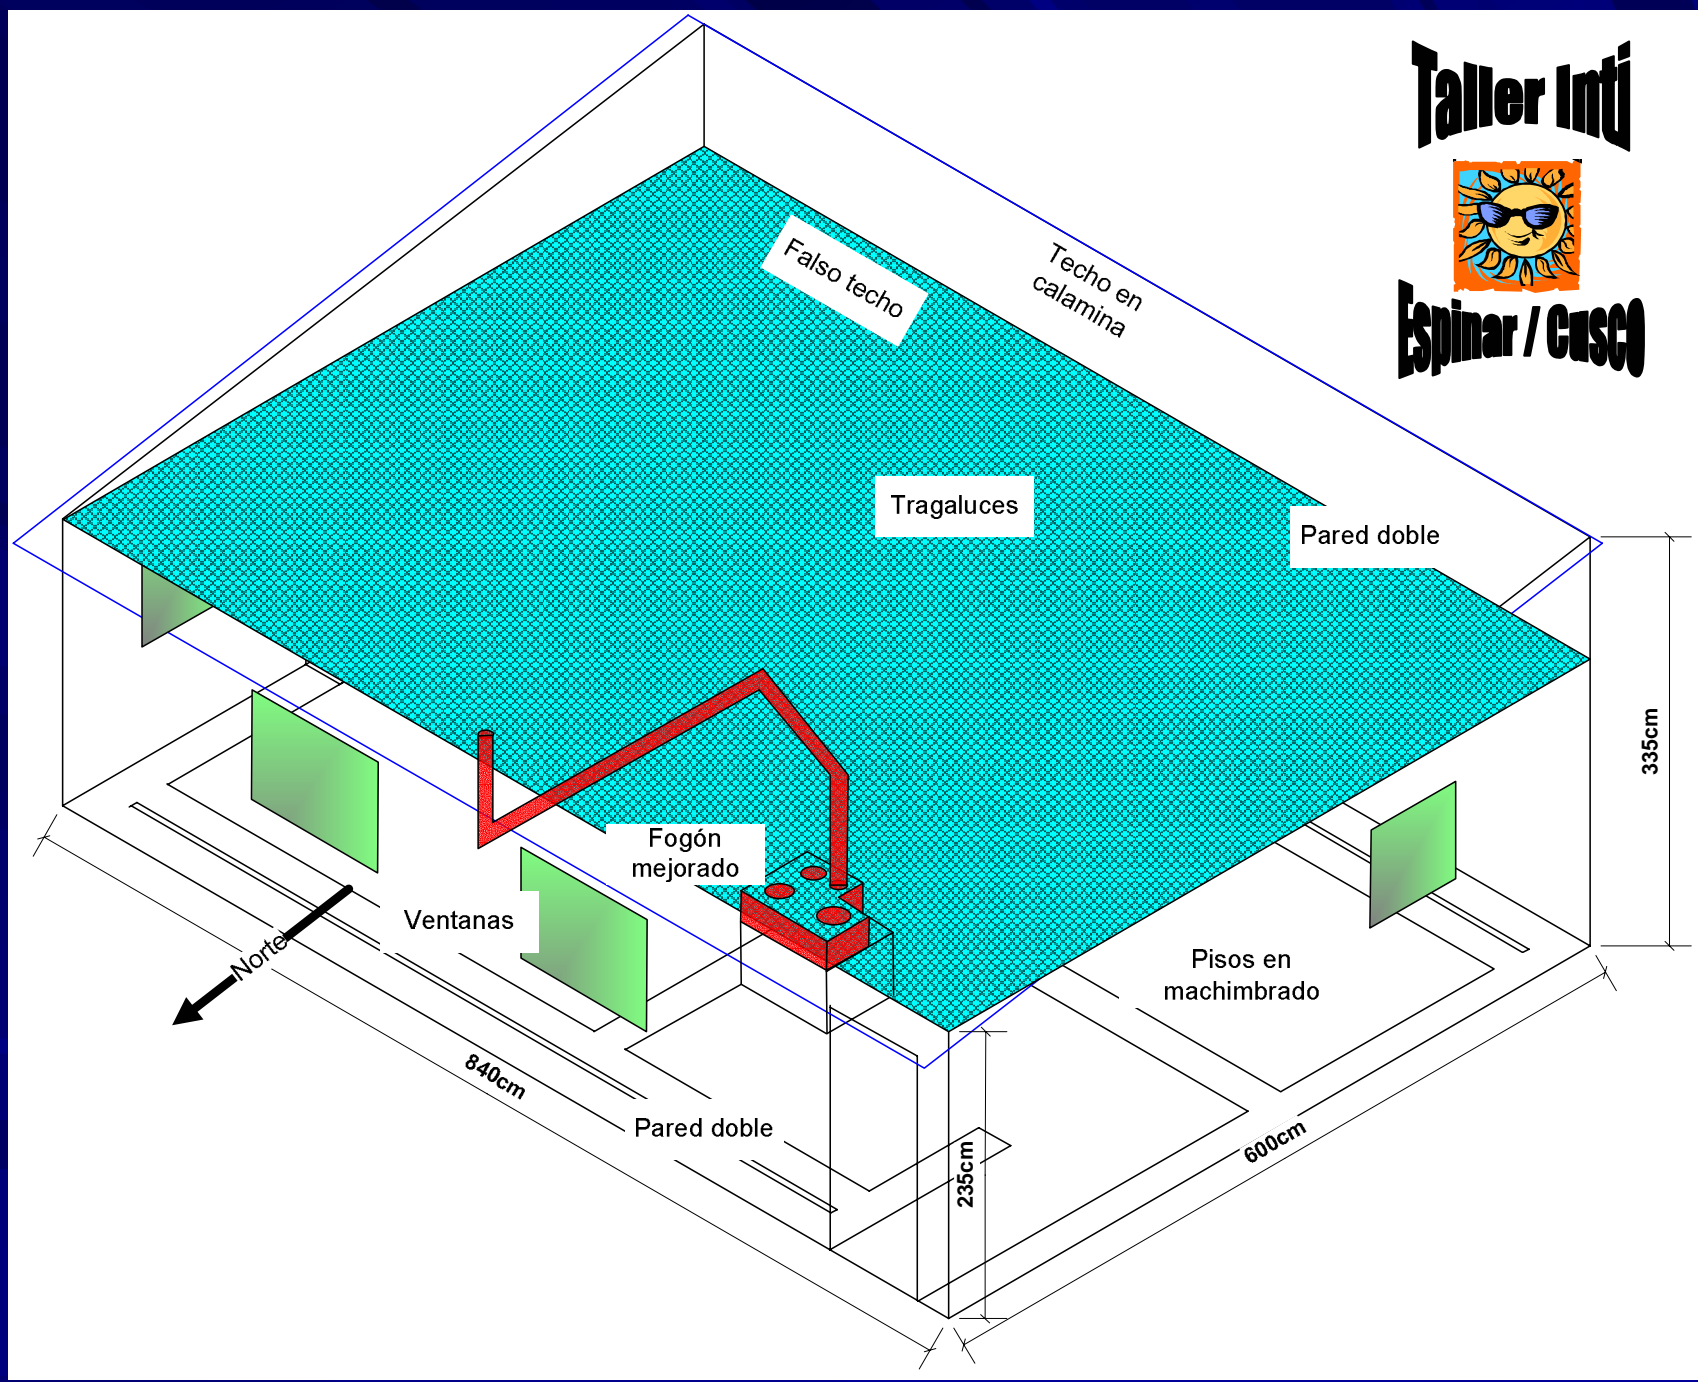 Taller Inti
Espinar / Cusco
Falso techo
Techo en
calamina
Tragaluces
Pared doble
335cm
Fogón
mejorado
Ventanas
Norte
Pisos en
machimbrado
840cm
Pared doble
235cm
600cm